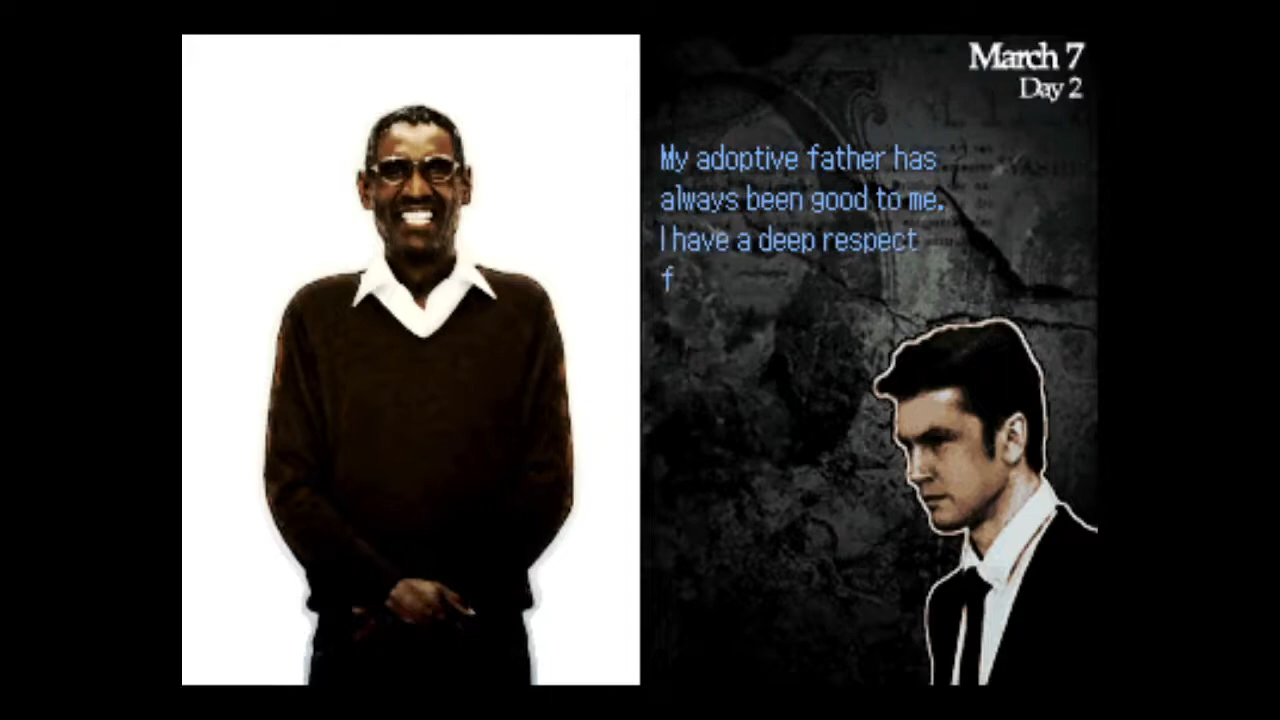 March 7
Day 2
My adoptive father has
always been good to me.
I have a deep respect
f